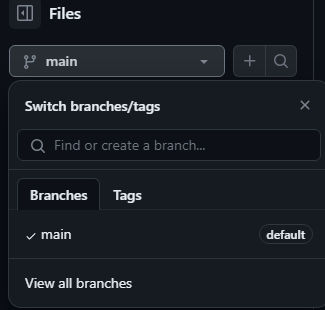 Files
main
Switch branches/tags
Find or create a branch...
Branches Tags
main default
View all branches